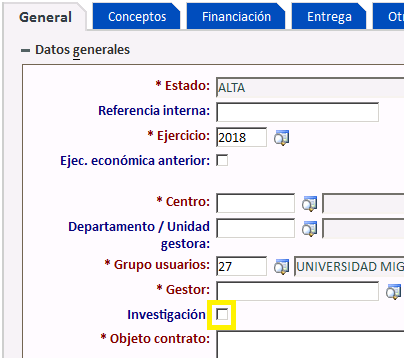 General Conceptos Financiación Entrega
Datos generales
* Estado: ALTA
Referencia interna:
* Ejercicio: 2018
Ejec. económica anterior:
* Centro:
Departamento / Unidad
gestora:
* Grupo usuarios: 27 UNIVERSIDAD MIG
* Gestor:
Investigación
* Objeto contrato: